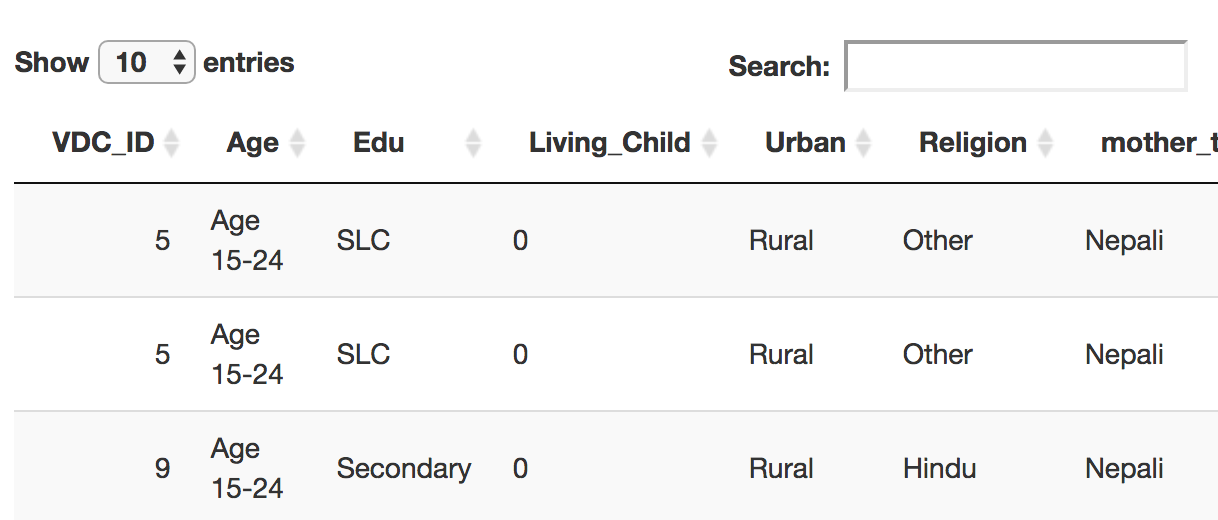 Show 10 entries Search:
VDC_ID Age Edu Living_Child Urban Religion mother_t
5 Age 15-24 SLC 0 Rural Other Nepali
5 Age 15-24 SLC 0 Rural Other Nepali
9 Age 15-24 Secondary 0 Rural Hindu Nepali